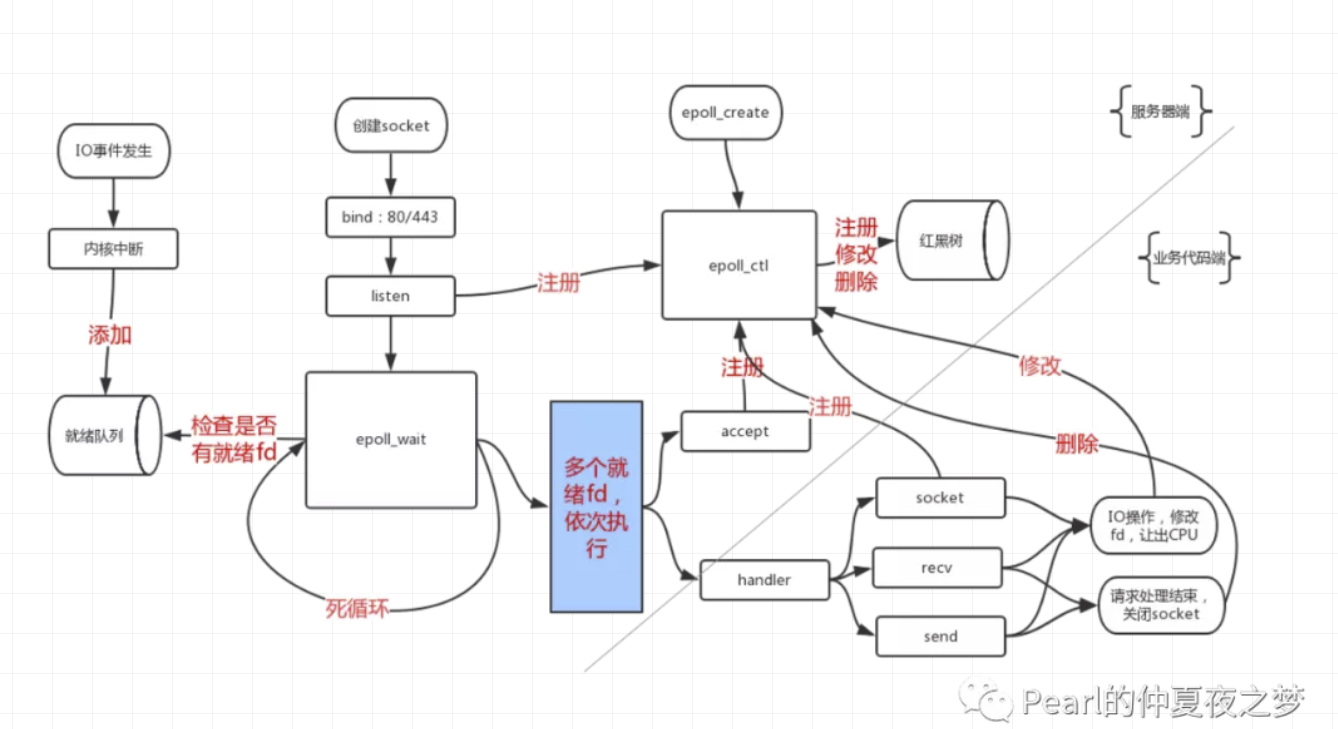 epoll_create
服务器端
创建socket
IO事件发生
bind：80/443
注册
修改
删除
红黑树
内核中断
业务代码端
epoll_ctl
注册
listen
添加
注册
修改
注册
检查是否
有就绪fd
就绪队列
epoll_wait
accept
删除
多个就
绪fd，
依次执
行
socket
IO操作，修改
fd，让出CPU
recv
handler
请求处理结束，
关闭socket
死循环
send
Pearl的仲夏夜之梦